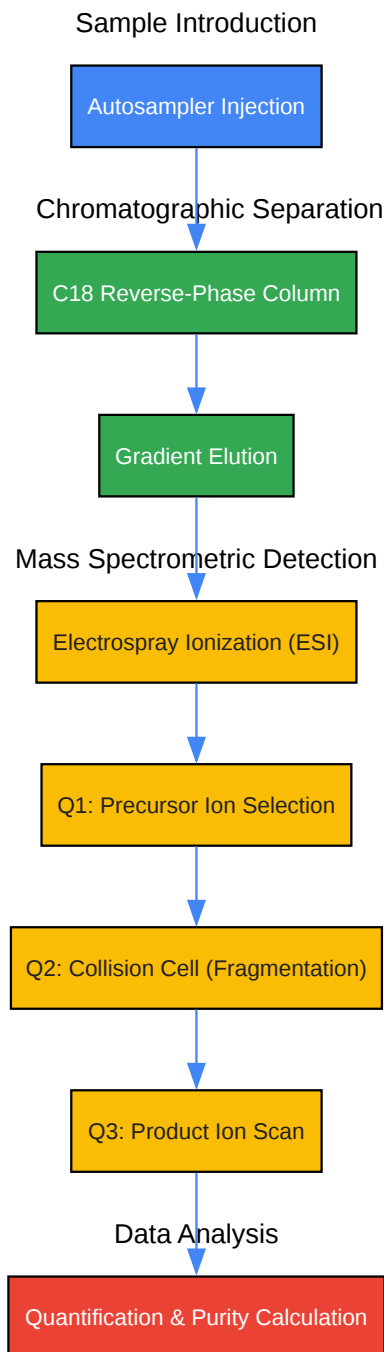 Sample Introduction
Autosampler Injection
Chromatographic Separation
C18 Reverse-Phase Column
Gradient Elution
Mass Spectrometric Detection
Electrospray Ionization (ESI)
Q1: Precursor Ion Selection
Q2: Collision Cell (Fragmentation)
Q3: Product Ion Scan
Data Analysis
Quantification & Purity Calculation